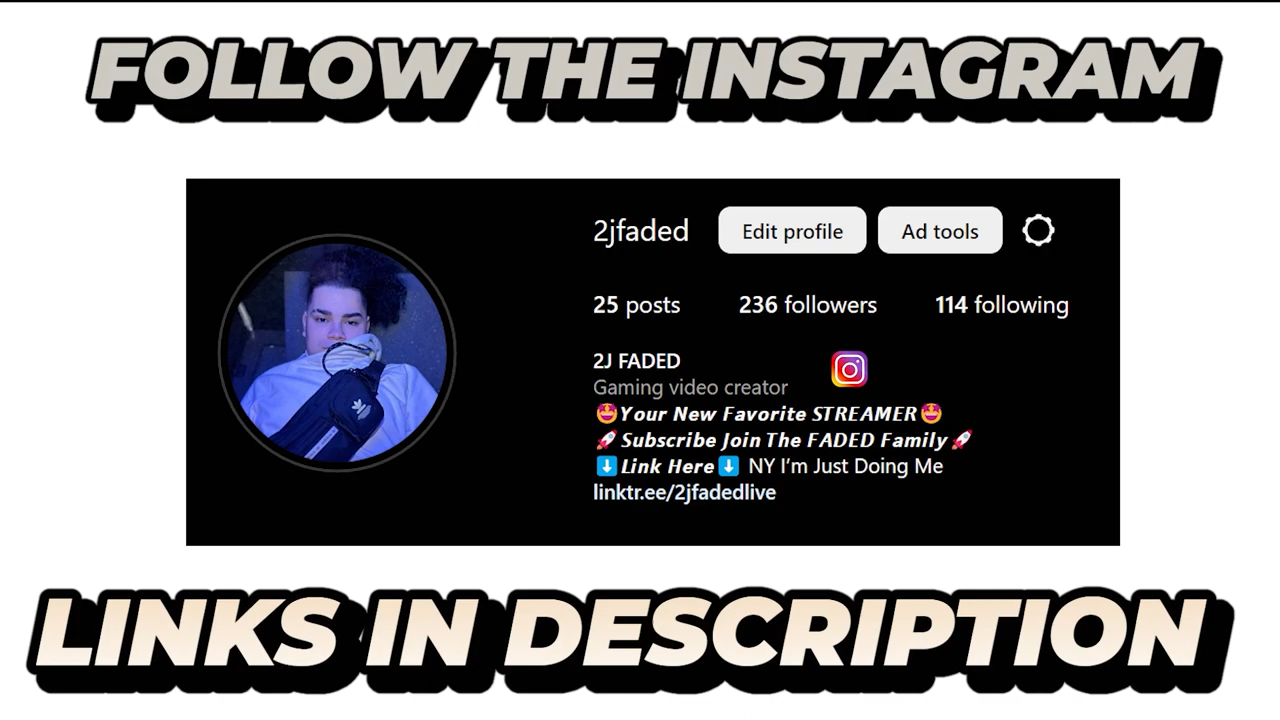 FOLLOW THE INSTAGRAM
2jfaded Edit profile Ad tools
25 posts 236 followers 114 following
2J FADED
Gaming video creator
🤩Your New Favorite STREAMER🤩
🚀Subscribe Join The FADED Family🚀
⬇️Link Here⬇️ NY I’m Just Doing Me
linktr.ee/2jfadedlive
LINKS IN DESCRIPTION